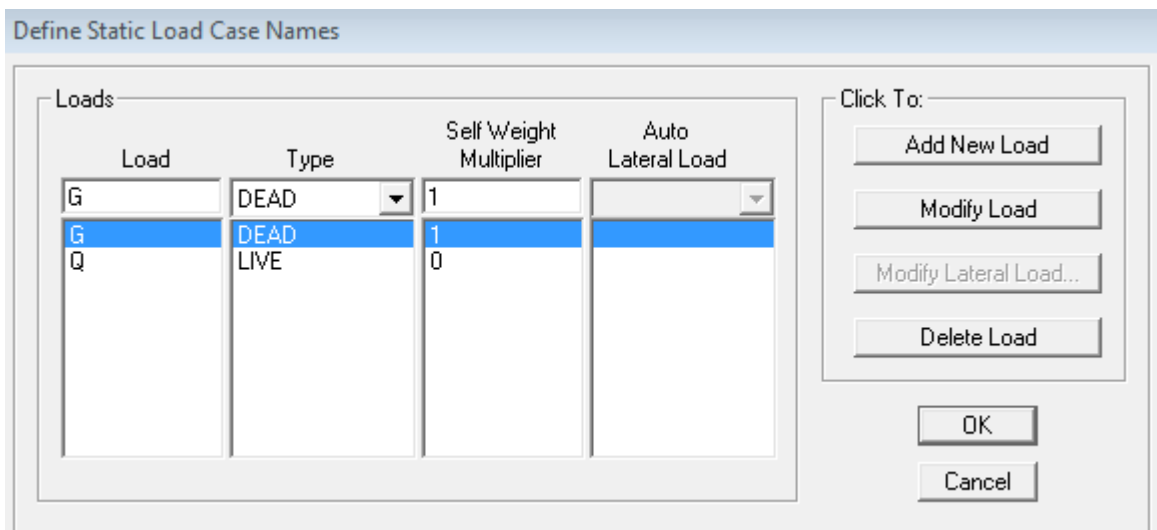 Define Static Load Case Names
Loads
Load Type Self Weight Multiplier Auto Lateral Load
G DEAD 1
G DEAD 1
Q LIVE 0
Click To:
Add New Load
Modify Load
Modify Lateral Load...
Delete Load
OK
Cancel